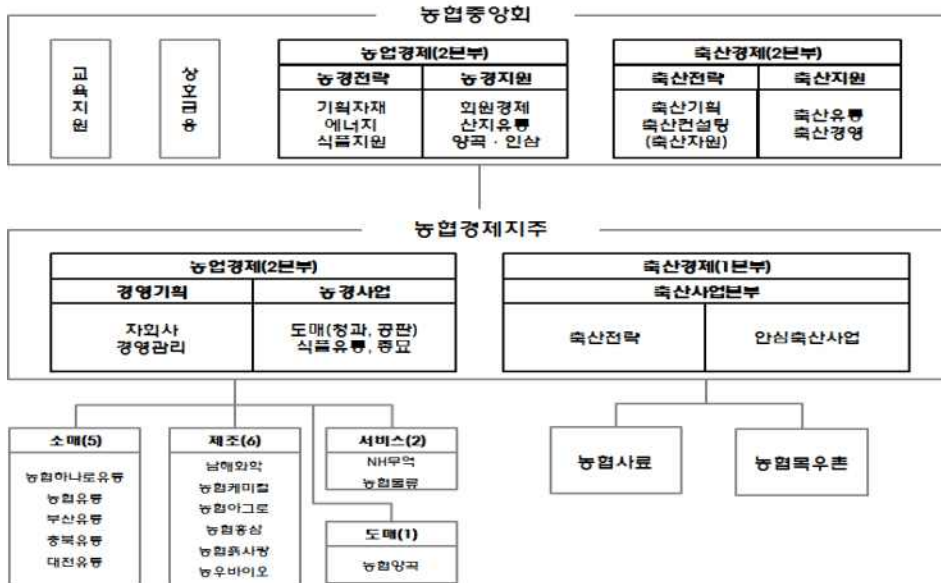 농협중앙회
교육지원
상호금융
농업경제(2본부)
농경전략 농경지원
기획자재 회원경제
에너지 산지유통
식품지원 양곡 · 인삼
축산경제(2본부)
축산전략 축산지원
축산기획
축산컨설팅
(축산자원)
축산유통
축산경영
농협경제지주
농업경제(2본부)
경영기획 농경사업
자회사 도매(청과, 공판)
경영관리 식품유통, 종묘
축산경제(1본부)
축산사업본부
축산전략 안심축산사업
소매(5)
농협하나로유통
농협유통
부산유통
충북유통
대전유통
제조(6)
남해화학
농협케미컬
농협아그로
농협홍삼
농협흙사랑
농우바이오
서비스(2)
NH무역
농협물류
도매(1)
농협양곡
농협사료
농협목우촌